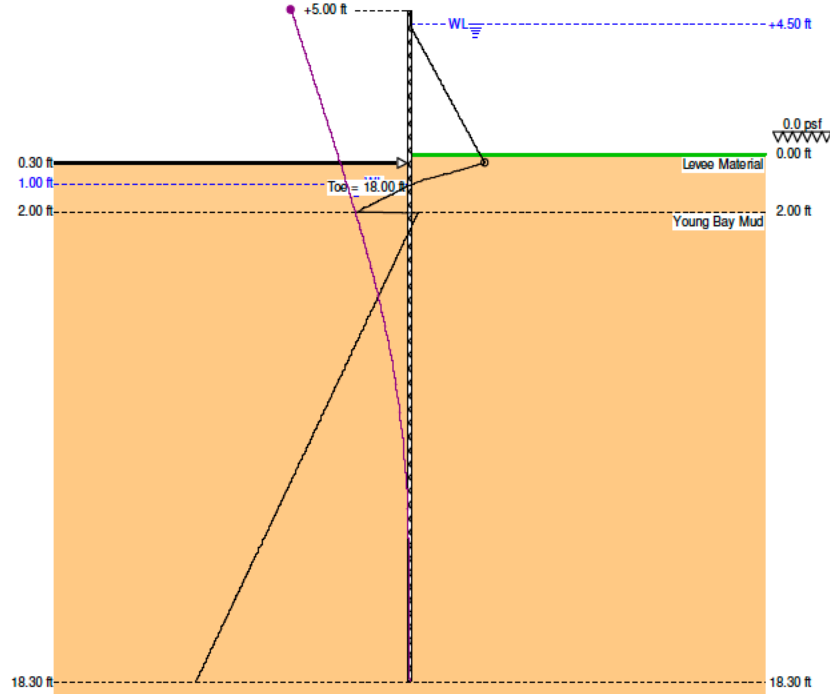 +5.00 ft
WL
+4.50 ft
0.0 psf
0.00 ft
0.30 ft
Levee Material
1.00 ft
WL
Toe = 18.00 ft
2.00 ft
2.00 ft
Young Bay Mud
18.30 ft
18.30 ft